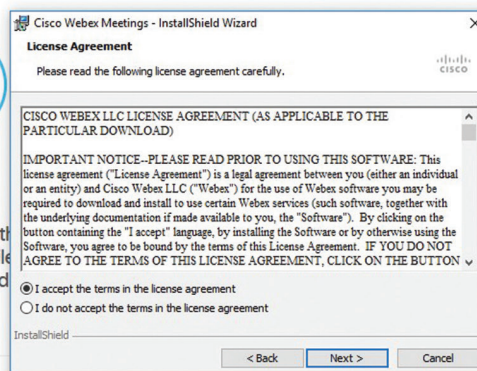 Cisco Webex Meetings - InstallShield Wizard
License Agreement
Please read the following license agreement carefully.
CISCO
CISCO WEBEX LLC LICENSE AGREEMENT (AS APPLICABLE TO THE
PARTICULAR DOWNLOAD)
IMPORTANT NOTICE--PLEASE READ PRIOR TO USING THIS SOFTWARE: This
license agreement ("License Agreement") is a legal agreement between you (either an individual
or an entity) and Cisco Webex LLC ("Webex") for the use of Webex software you may be
required to download and install to use certain Webex services (such software, together with
the underlying documentation if made available to you, the "Software"). By clicking on the
button containing the "I accept" language, by installing the Software or by otherwise using the
Software, you agree to be bound by the terms of this License Agreement. IF YOU DO NOT
AGREE TO THE TERMS OF THIS LICENSE AGREEMENT, CLICK ON THE BUTTON
I accept the terms in the license agreement
I do not accept the terms in the license agreement
InstallShield
< Back Next > Cancel